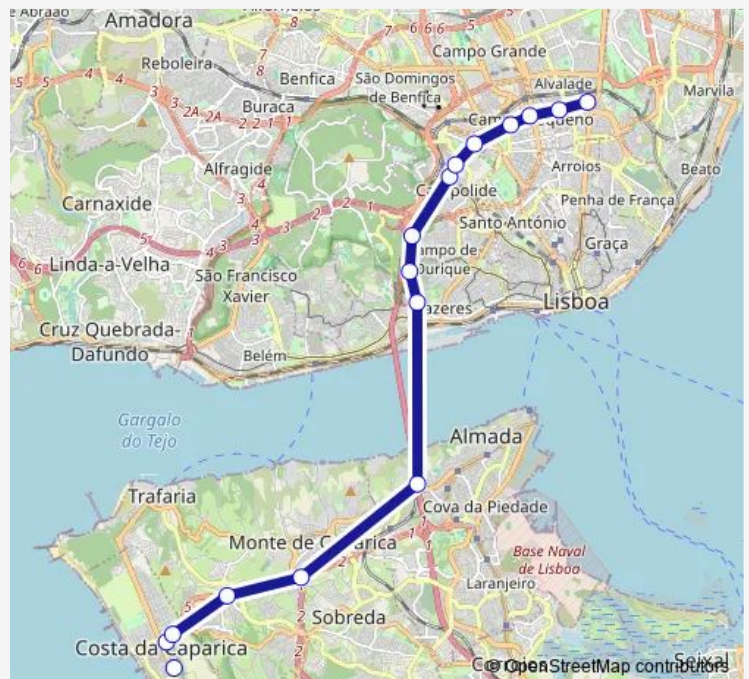 Amadora
Campo Grande
Reboleira
Benfica
São Domingos
de Benfica
Alvalade
Marvila
Buraca
Alfragide
Arroios
Beato
Carnaxide
Penha de França
Santo António
Graça
Linda-a-Velha
São Francisco
Xavier
Lisboa
Cruz Quebrada-
Dafundo
Belém
Gargalo
do Tejo
Almada
Trafaria
Cova da Piedade
Monte de
Base Naval
de Lisboa
Laranjeiro
Sobreda
Costa da Caparica
Seixal
© OpenStreetMap contributors